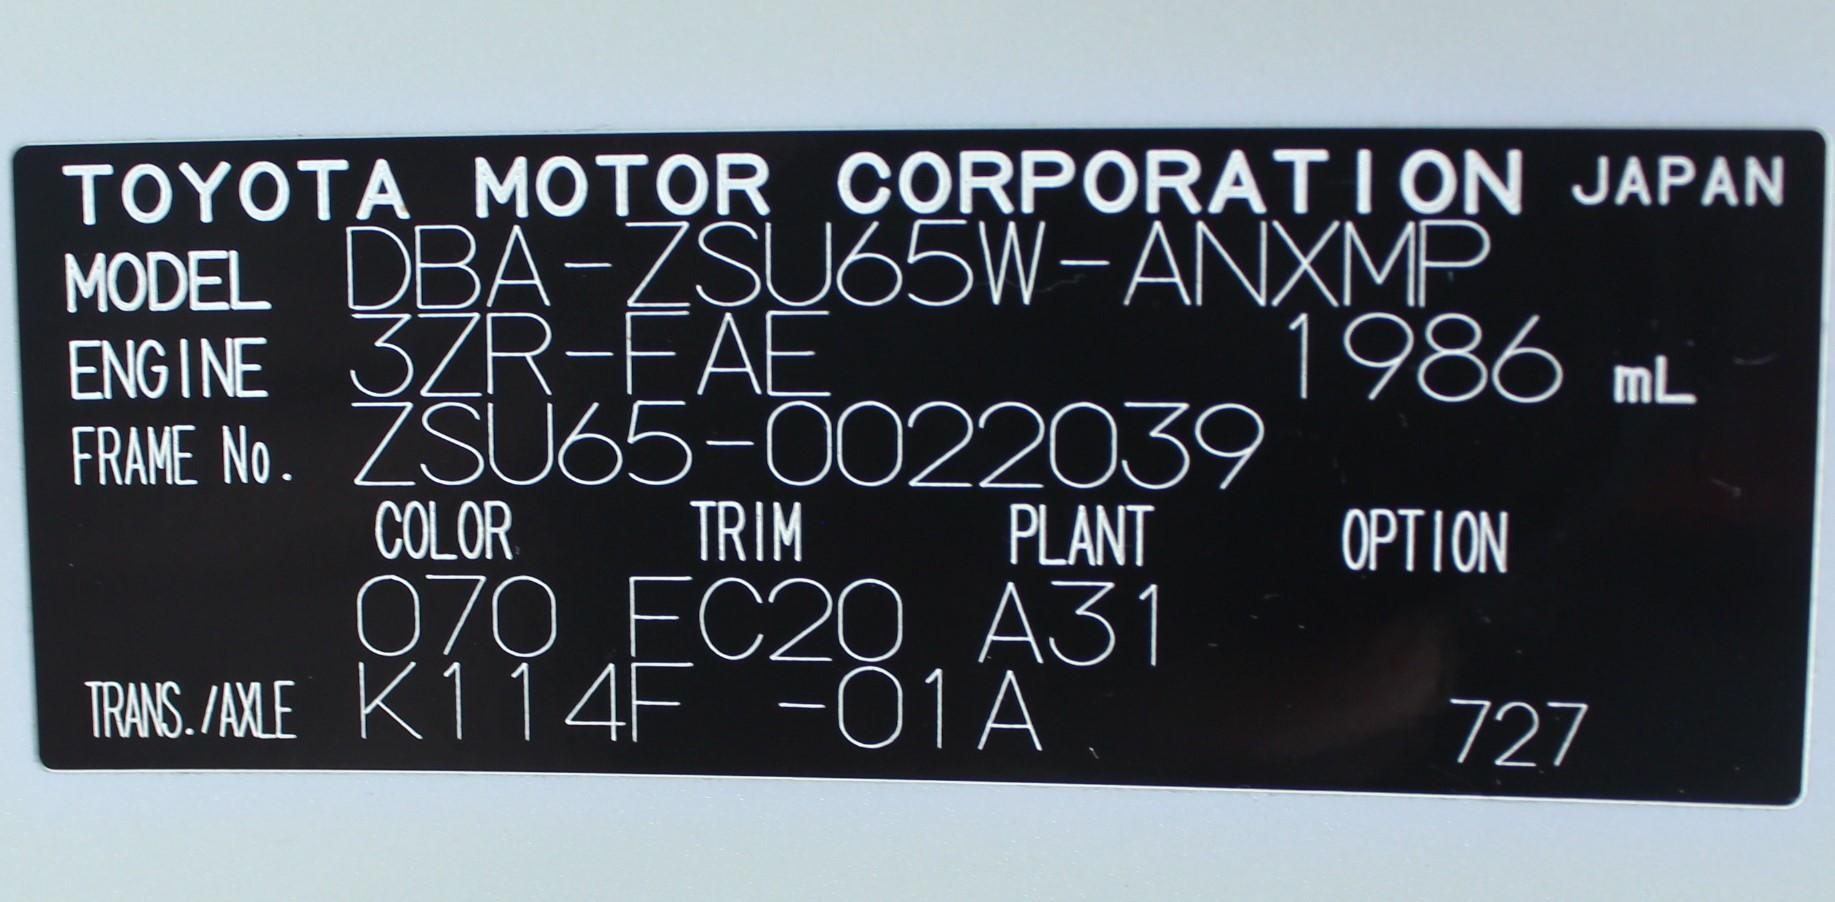 TOYOTA MOTOR CORPORATION JAPAN
MODEL DBA-ZSU65W-ANXMP
ENGINE 3ZR-FAE 1986 mL
FRAME No. ZSU65-0022039
COLOR TRIM PLANT OPTION
070 FC20 A31
TRANS./AXLE K114F -01A 727